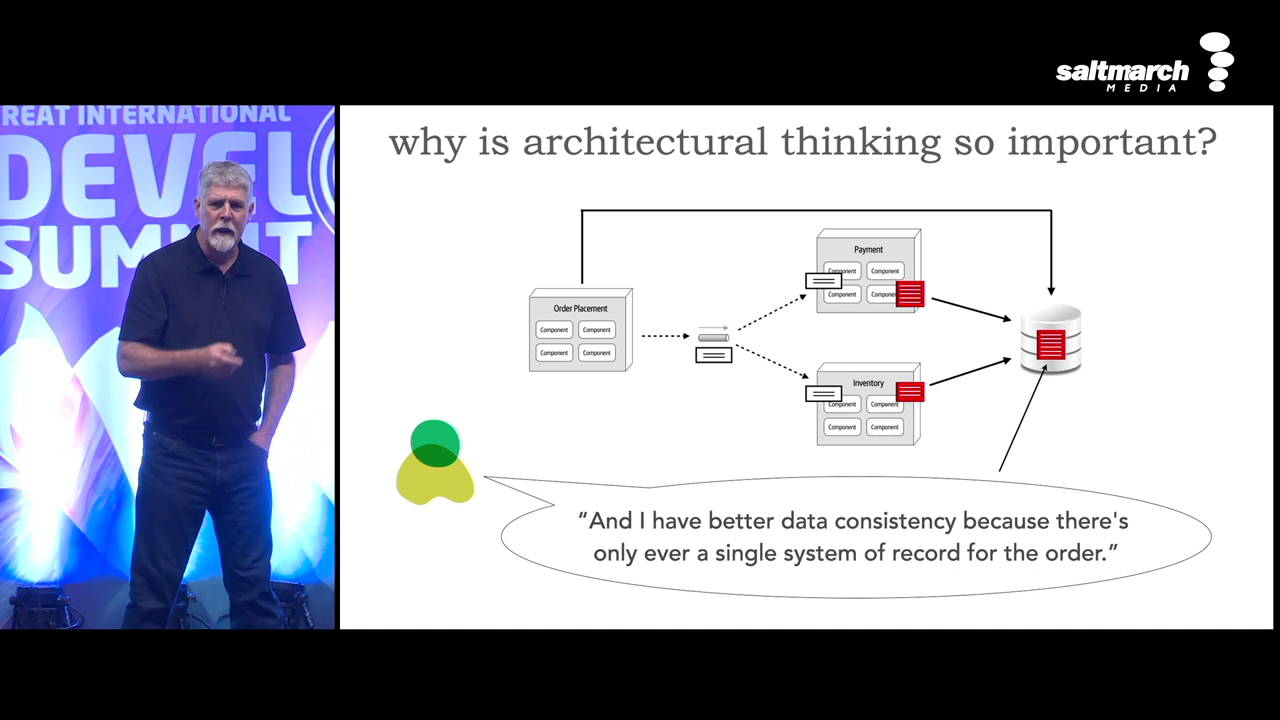 saltmarch
MEDIA
REAT INTERNATIONAL
DEVEL
SUMMIT
why is architectural thinking so important?
Payment
Component
Component
Component
Component
Order Placement
Component
Component
Component
Component
Inventory
Component
Component
Component
Component
“And I have better data consistency because there's
only ever a single system of record for the order.”